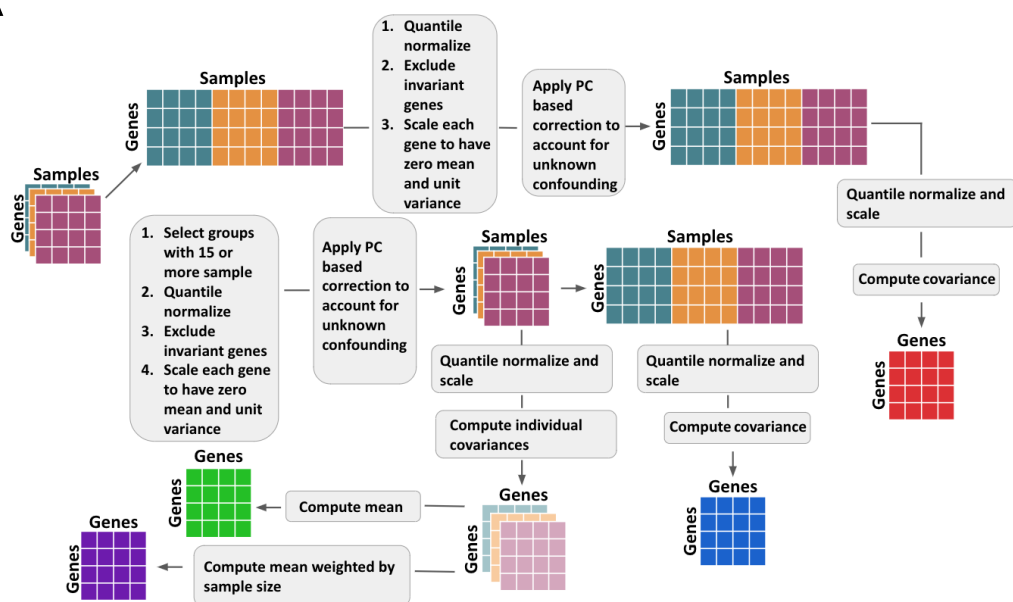 A
Samples
Genes
Samples
Genes
1. Quantile
normalize
2. Exclude
invariant
genes
3. Scale each
gene to have
zero mean
and unit
variance
Apply PC
based
correction to
account for
unknown
confounding
Samples
Genes
Quantile normalize and
scale
Compute covariance
Genes
Genes
1. Select groups
with 15 or
more sample
2. Quantile
normalize
3. Exclude
invariant genes
4. Scale each gene
to have zero
mean and unit
variance
Apply PC
based
correction to
account for
unknown
confounding
Samples
Genes
Samples
Genes
Quantile normalize and
scale
Compute individual
covariances
Quantile normalize and
scale
Compute covariance
Genes
Genes
Genes
Genes
Compute mean
Genes
Genes
Compute mean weighted by
sample size
Genes
Genes